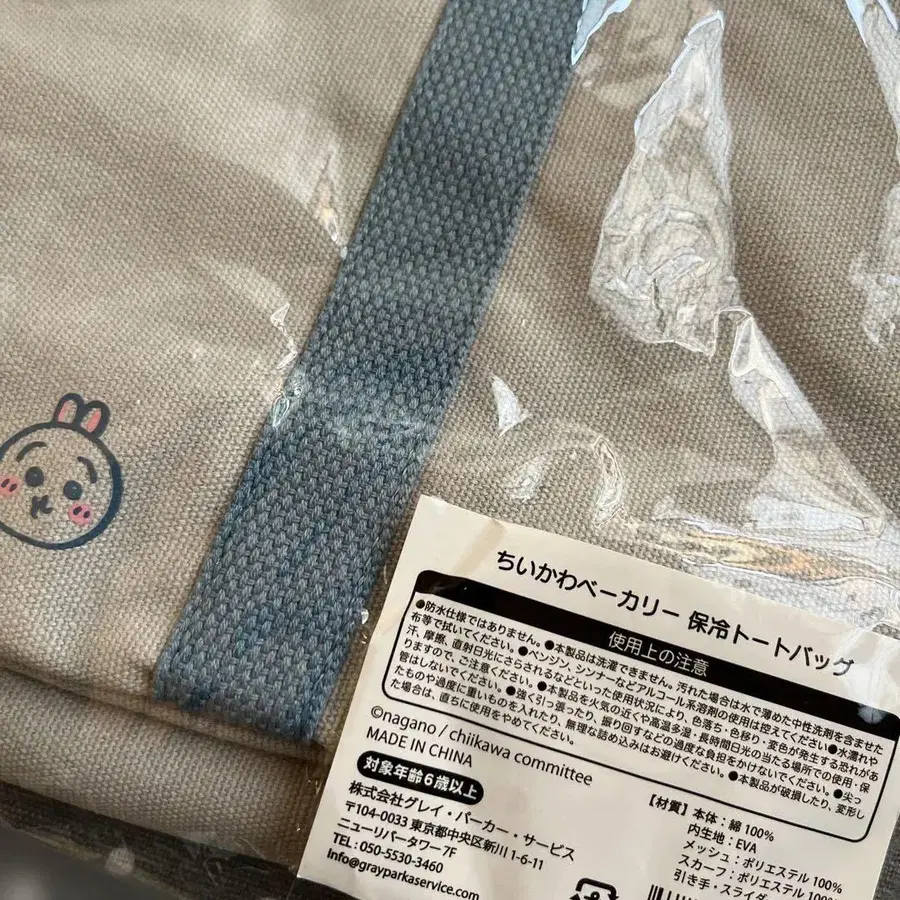 ちいかわベーカリー 保冷トートバッグ
使用上の注意
●防水仕様ではありません。●本製品は洗濯できません。汚れた場合は水で薄めた中性洗剤を含ませた
布等で拭いてください。●ベンジン、シンナーなどアルコール系溶剤の使用は控えてください●水濡れや
汗、摩擦、直射日光にさらされるなどといった使用状況により、色落ち・色移り・変色が発生する恐れがあ
りますので、ご注意ください。●本製品を火気の近くや高温多湿・長時間日光の当たる場所での使用・保
管はしないでください。●強く引っ張ったり、振り回すなどの過度な負担をかけないでください。●尖っ
たものや過度に重いものを入れたり、無理な詰め込みはお避けください。●本製品が破損したり、変形し
た場合は、直ちに使用をやめてください。
©nagano / chiikawa committee
MADE IN CHINA
対象年齢6歳以上
株式会社グレイ・パーカー・サービス
〒104-0033 東京都中央区新川 1-6-11
ニューリバータワー 7F
TEL : 050-5530-3460
Info@grayparkaservice.com
【材質】本体 : 綿 100%
内生地 : EVA
メッシュ : ポリエステル 100%
スカーフ : ポリエステル 100%
引き手・スライダ